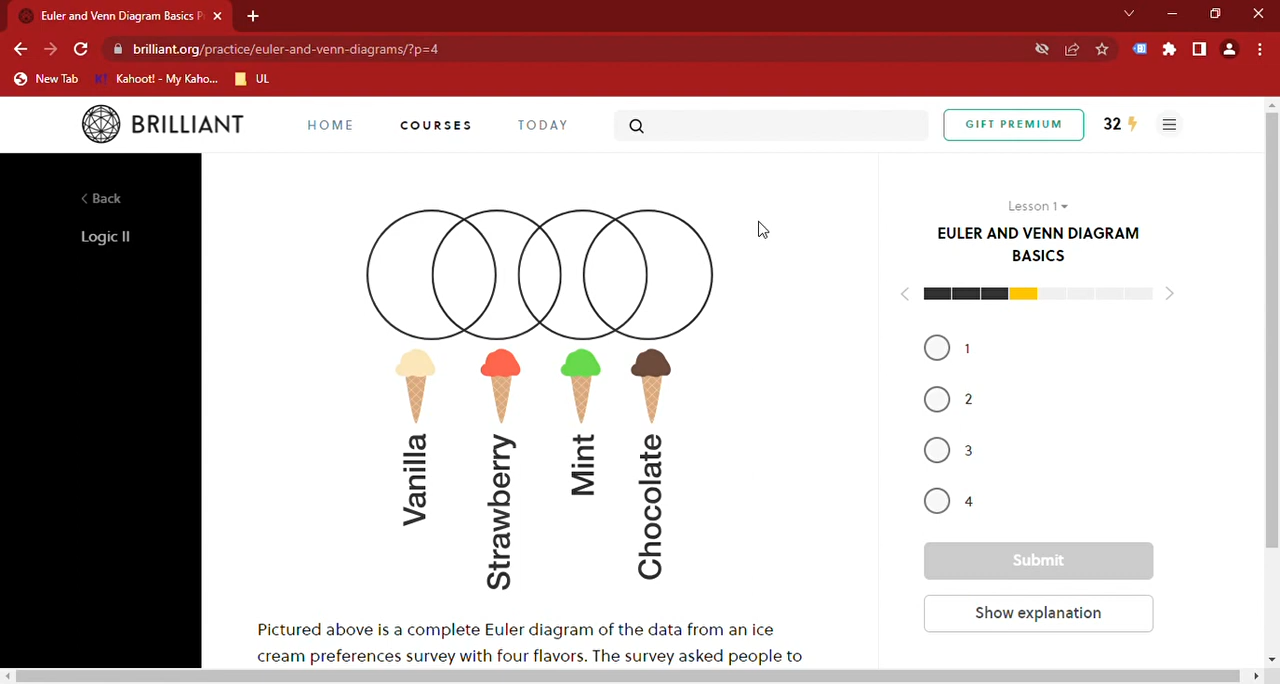 Euler and Venn Diagram Basics P
brilliant.org/practice/euler-and-venn-diagrams/?p=4
New Tab
K! Kahoot! - My Kaho...
UL
BRILLIANT
HOME
COURSES
TODAY
GIFT PREMIUM
32
Back
Logic II
Vanilla
Strawberry
Mint
Chocolate
Pictured above is a complete Euler diagram of the data from an ice
cream preferences survey with four flavors. The survey asked people to
Lesson 1
EULER AND VENN DIAGRAM
BASICS
1
2
3
4
Submit
Show explanation